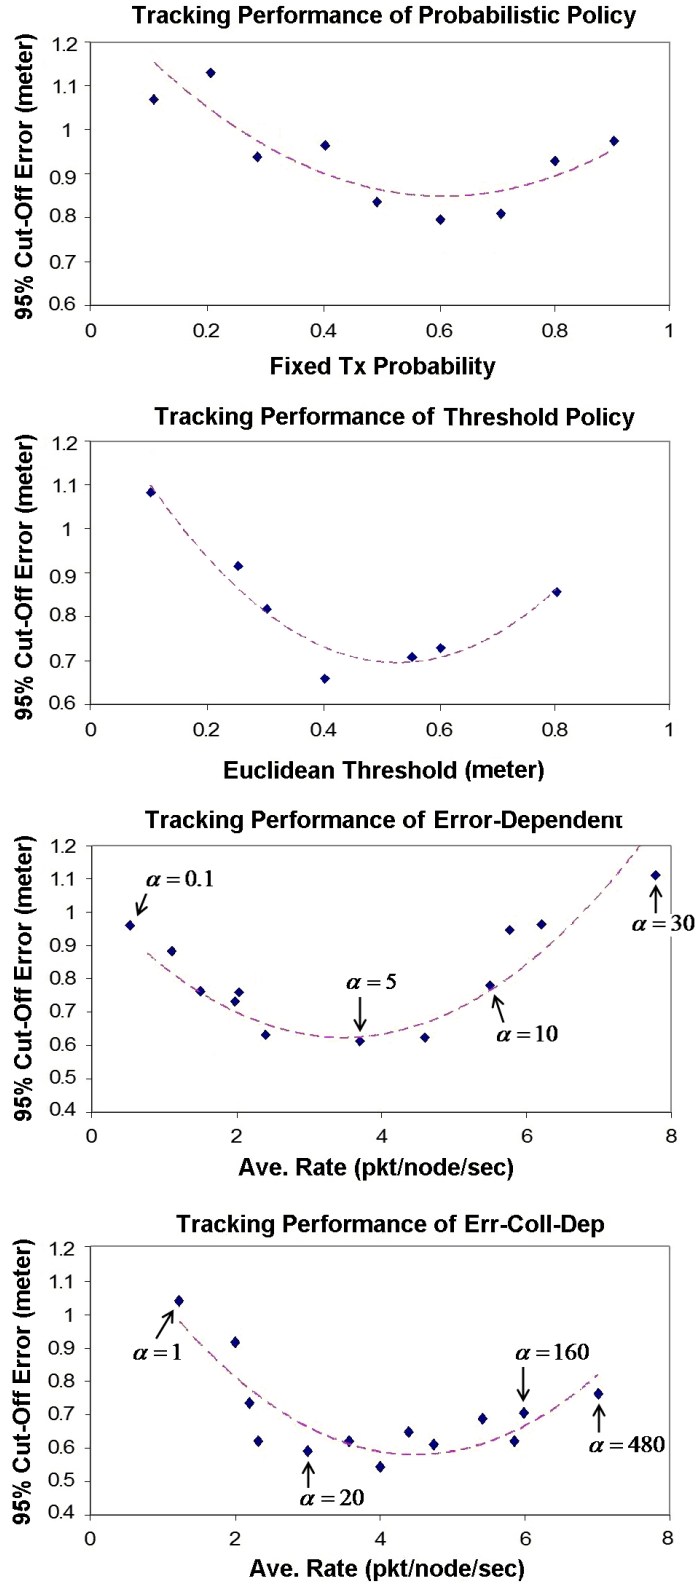 Tracking Performance of Probabilistic Policy
95% Cut-Off Error (meter)
1.2
1.1
1
0.9
0.8
0.7
0.6
0 0.2 0.4 0.6 0.8 1
Fixed Tx Probability
Tracking Performance of Threshold Policy
95% Cut-Off Error (meter)
1.2
1.1
1
0.9
0.8
0.7
0.6
0 0.2 0.4 0.6 0.8 1
Euclidean Threshold (meter)
Tracking Performance of Error-Dependent
95% Cut-Off Error (meter)
1.2
1.1
1
0.9
0.8
0.7
0.6
0.5
0.4
α = 0.1
α = 5
α = 10
α = 30
0 2 4 6 8
Ave. Rate (pkt/node/sec)
Tracking Performance of Err-Coll-Dep
95% Cut-Off Error (meter)
1.2
1.1
1
0.9
0.8
0.7
0.6
0.5
0.4
α = 1
α = 20
α = 160
α = 480
0 2 4 6 8
Ave. Rate (pkt/node/sec)